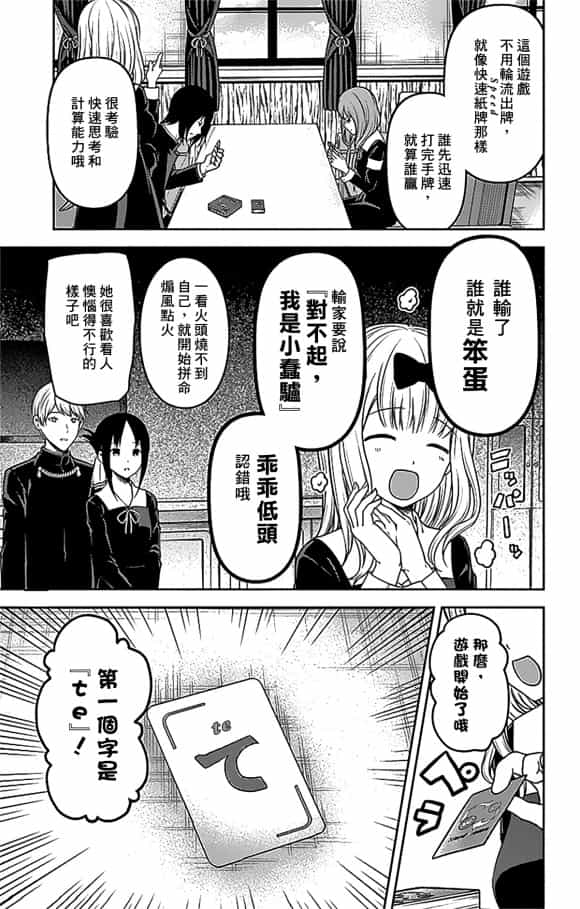 這個遊戲
不用輪流出牌，
就像快速紙牌那樣
Speed
誰先迅速
打完手牌，
就算誰贏
很考驗
快速思考和
計算能力哦
誰輸了
誰就是笨蛋
輸家要說
『對不起，
我是小蠢驢』
乖乖低頭
認錯哦
一看火頭燒不到
自己，就開始拼命
煽風點火
她很喜歡看人
懊惱得不行的
樣子吧
ニパー
那麼，
遊戲開始了哦
te
て
第一個字是
『te』！